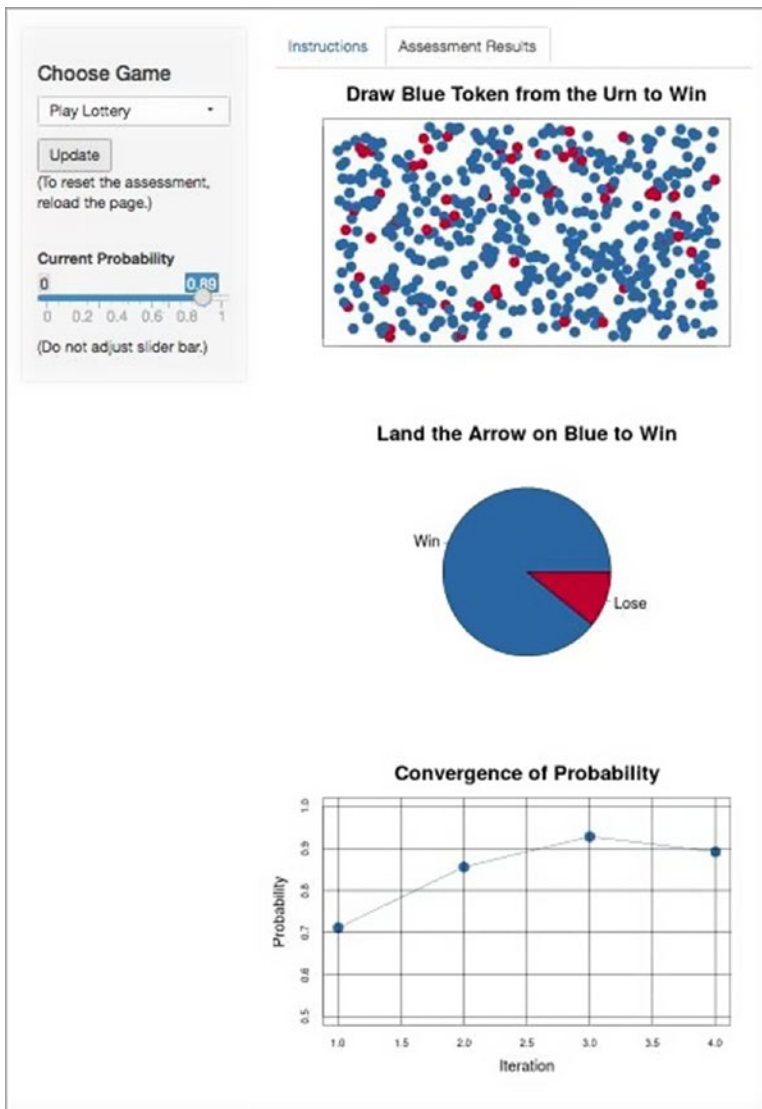 Instructions
Assessment Results
Choose Game
Play Lottery
Update
(To reset the assessment,
reload the page.)
Current Probability
0 0.89
0 0.2 0.4 0.6 0.8 1
(Do not adjust slider bar.)
Draw Blue Token from the Urn to Win
Land the Arrow on Blue to Win
Win
Lose
Convergence of Probability
Probability
1.0
0.9
0.8
0.7
0.6
0.5
1.0 1.5 2.0 2.5 3.0 3.5 4.0
Iteration